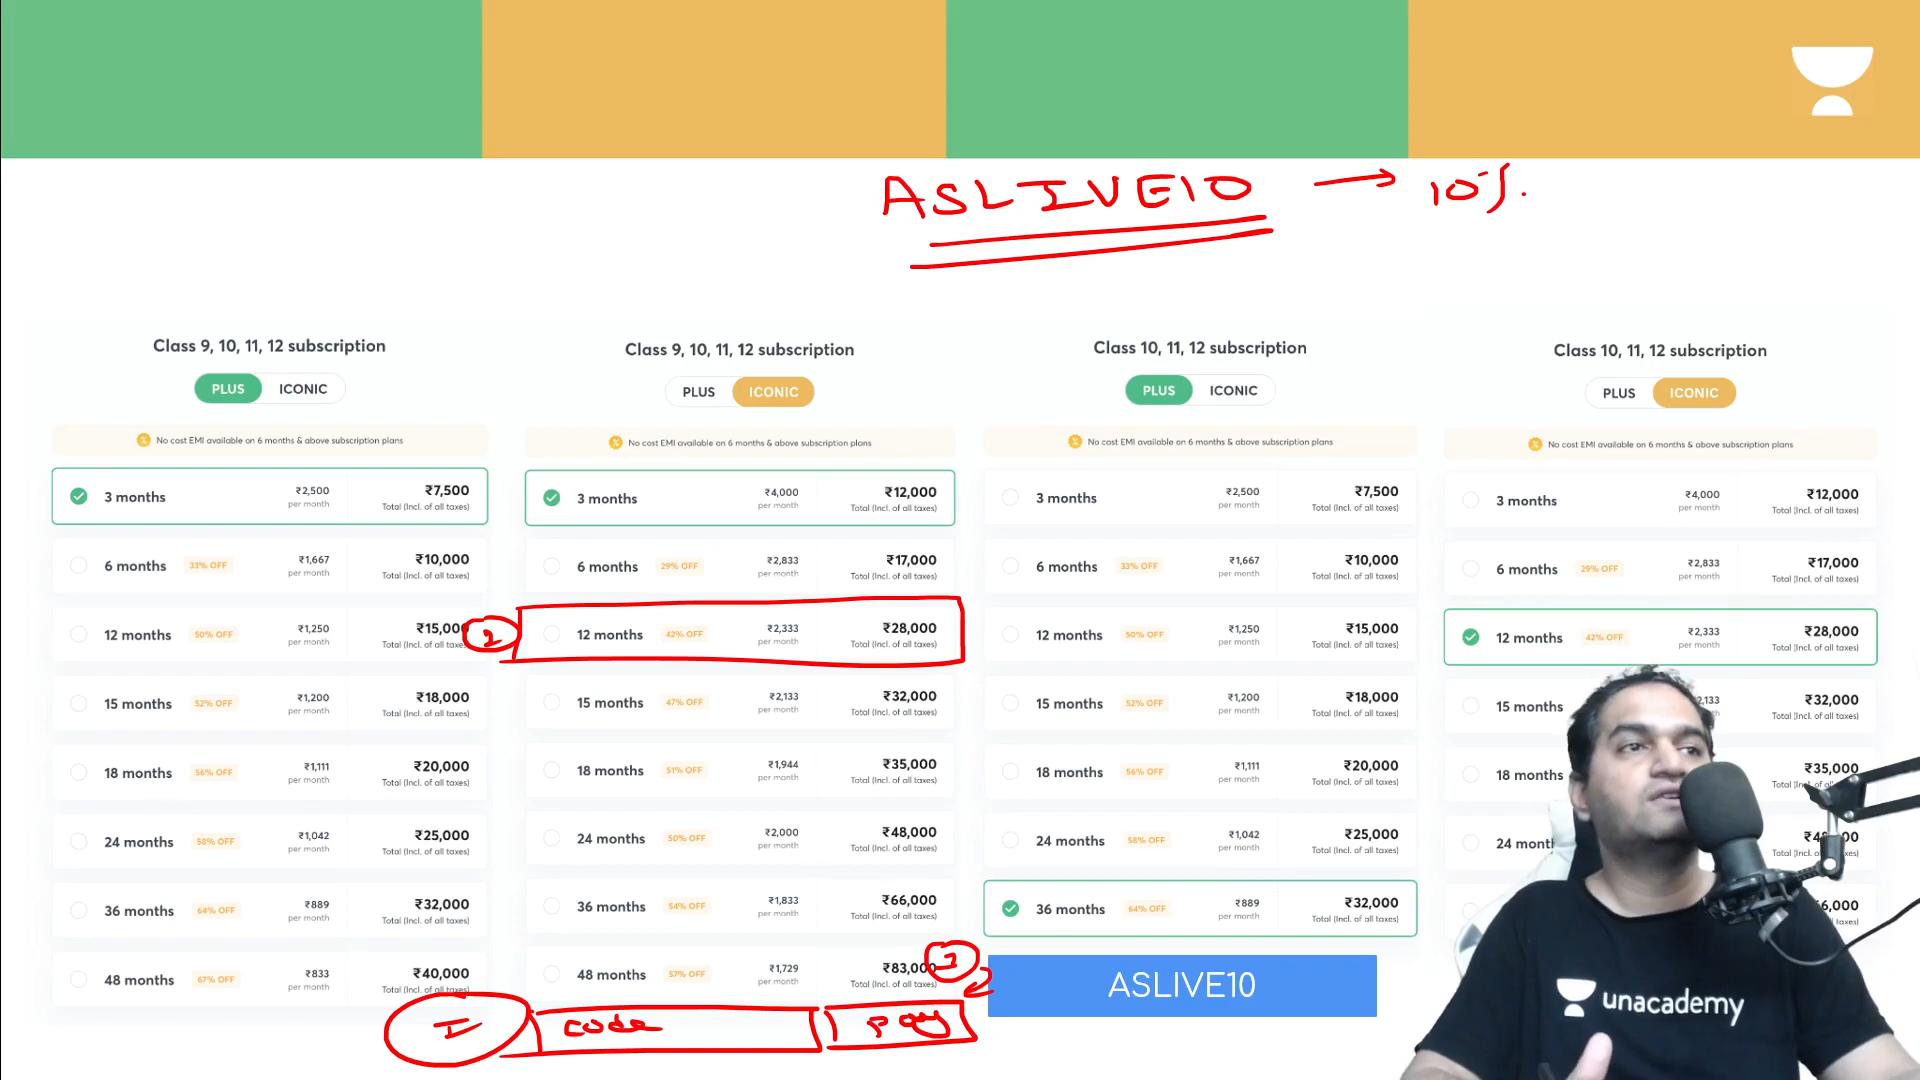 ASLIVE10 → 10%.
Class 9, 10, 11, 12 subscription
PLUS ICONIC
No cost EMI available on 6 months & above subscription plans
3 months ₹2,500 per month ₹7,500 Total (Incl. of all taxes)
6 months 33% OFF ₹1,667 per month ₹10,000 Total (Incl. of all taxes)
12 months 50% OFF ₹1,250 per month ₹15,000 Total (Incl. of all taxes)
15 months 52% OFF ₹1,200 per month ₹18,000 Total (Incl. of all taxes)
18 months 56% OFF ₹1,111 per month ₹20,000 Total (Incl. of all taxes)
24 months 58% OFF ₹1,042 per month ₹25,000 Total (Incl. of all taxes)
36 months 64% OFF ₹889 per month ₹32,000 Total (Incl. of all taxes)
48 months 67% OFF ₹833 per month ₹40,000 Total (Incl. of all taxes)
Class 9, 10, 11, 12 subscription
PLUS ICONIC
No cost EMI available on 6 months & above subscription plans
3 months ₹4,000 per month ₹12,000 Total (Incl. of all taxes)
6 months 29% OFF ₹2,833 per month ₹17,000 Total (Incl. of all taxes)
2
12 months 42% OFF ₹2,333 per month ₹28,000 Total (Incl. of all taxes)
15 months 47% OFF ₹2,133 per month ₹32,000 Total (Incl. of all taxes)
18 months 51% OFF ₹1,944 per month ₹35,000 Total (Incl. of all taxes)
24 months 50% OFF ₹2,000 per month ₹48,000 Total (Incl. of all taxes)
36 months 54% OFF ₹1,833 per month ₹66,000 Total (Incl. of all taxes)
48 months 57% OFF ₹1,729 per month ₹83,000 Total (Incl. of all taxes)
I code pay
Class 10, 11, 12 subscription
PLUS ICONIC
No cost EMI available on 6 months & above subscription plans
3 months ₹2,500 per month ₹7,500 Total (Incl. of all taxes)
6 months 33% OFF ₹1,667 per month ₹10,000 Total (Incl. of all taxes)
12 months 50% OFF ₹1,250 per month ₹15,000 Total (Incl. of all taxes)
15 months 52% OFF ₹1,200 per month ₹18,000 Total (Incl. of all taxes)
18 months 56% OFF ₹1,111 per month ₹20,000 Total (Incl. of all taxes)
24 months 58% OFF ₹1,042 per month ₹25,000 Total (Incl. of all taxes)
36 months 64% OFF ₹889 per month ₹32,000 Total (Incl. of all taxes)
ASLIVE10
Class 10, 11, 12 subscription
PLUS ICONIC
No cost EMI available on 6 months & above subscription plans
3 months ₹4,000 per month ₹12,000 Total (Incl. of all taxes)
6 months 29% OFF ₹2,833 per month ₹17,000 Total (Incl. of all taxes)
12 months 42% OFF ₹2,333 per month ₹28,000 Total (Incl. of all taxes)
15 months ₹32,000 Total (Incl. of all taxes)
18 months ₹35,000
24
unacademy